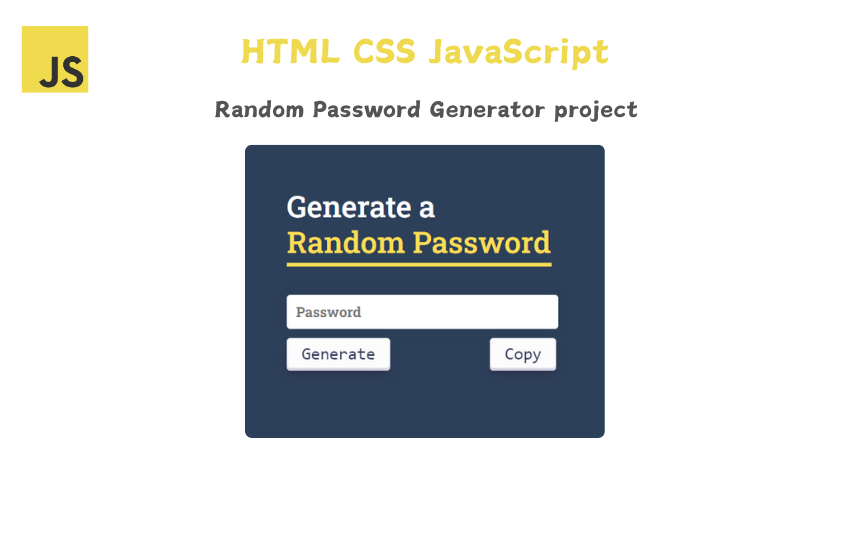 JS
HTML CSS JavaScript
Random Password Generator project
Generate a
Random Password
Password
Generate
Copy